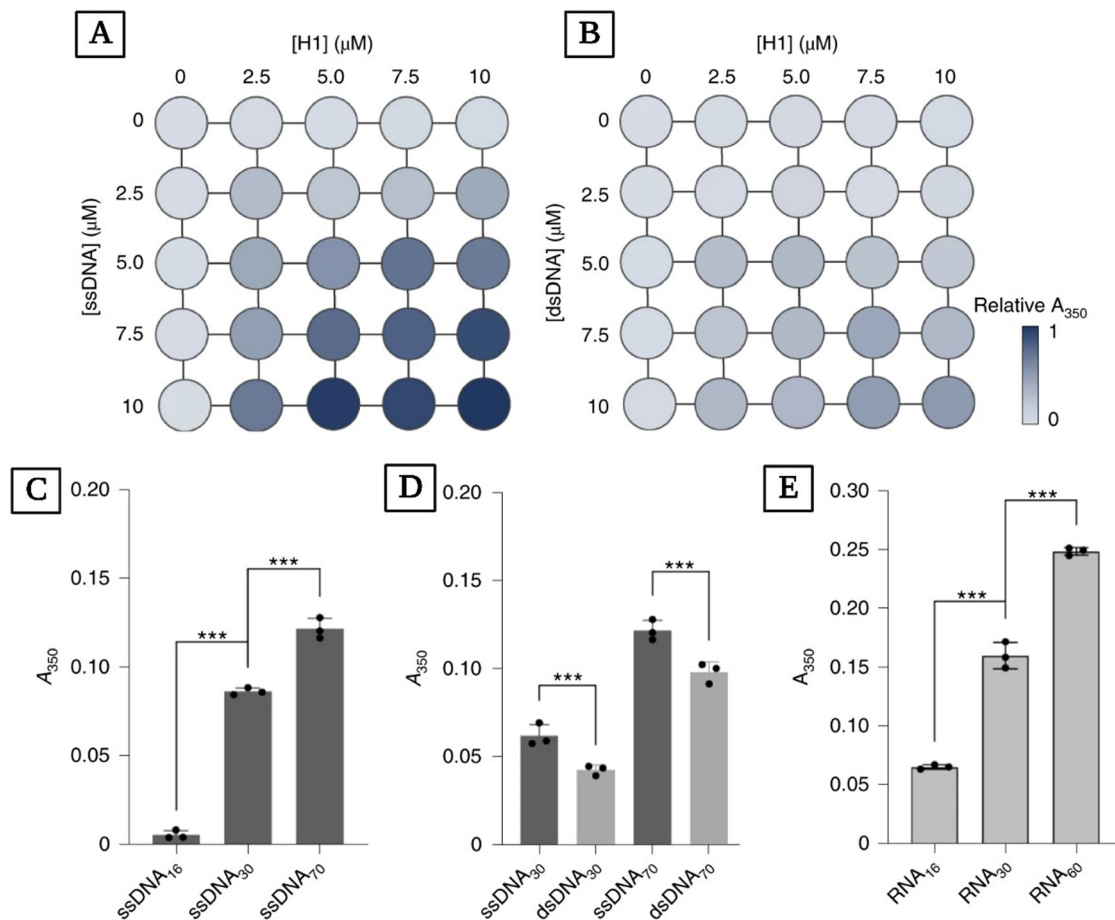 A
[H1] (μM)
0 2.5 5.0 7.5 10
[ssDNA] (μM)
0
2.5
5.0
7.5
10
B
[H1] (μM)
0 2.5 5.0 7.5 10
[dsDNA] (μM)
0
2.5
5.0
7.5
10
Relative A350
1
0
C
A350
0.20
0.15
0.10
0.05
0
***
***
ssDNA16
ssDNA30
ssDNA70
D
A350
0.20
0.15
0.10
0.05
0
***
***
ssDNA30
dsDNA30
ssDNA70
dsDNA70
E
A350
0.30
0.25
0.20
0.15
0.10
0.05
0
***
***
RNA16
RNA30
RNA60